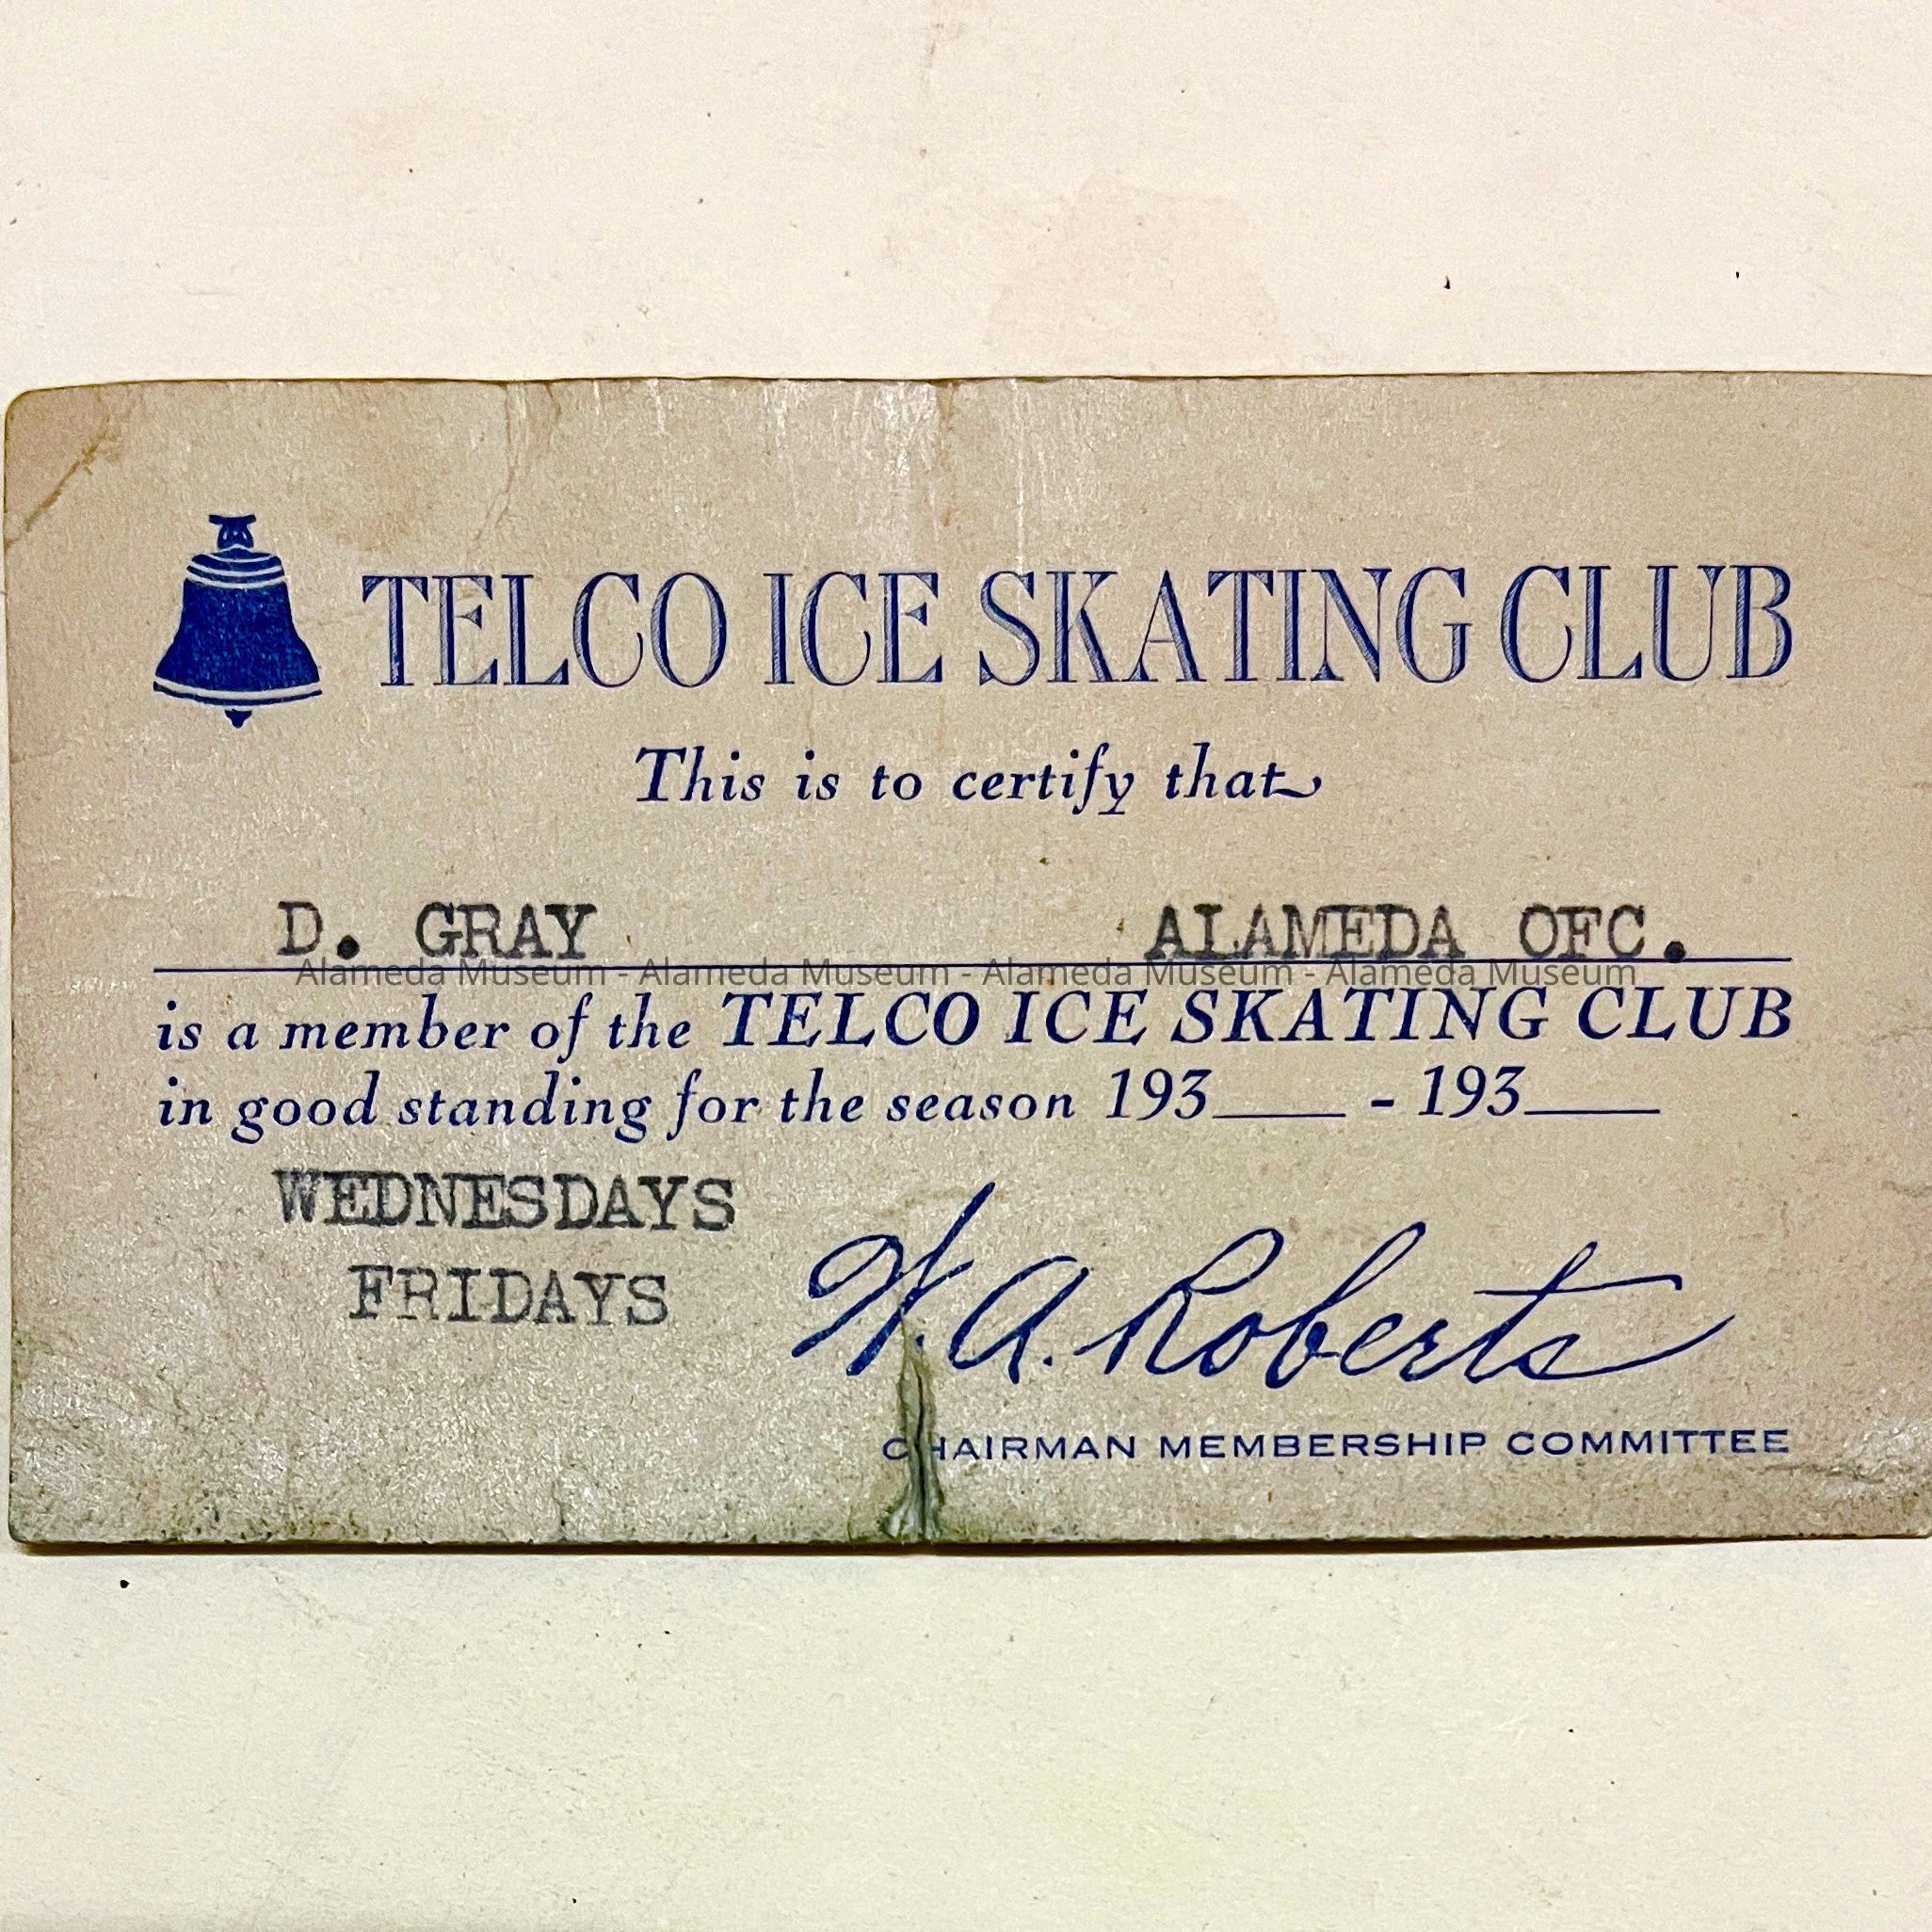 TELCO ICE SKATING CLUB
This is to certify that
D. GRAY ALAMEDA OFC.
Alameda Museum - Alameda Museum - Alameda Museum - Alameda Museum
is a member of the TELCO ICE SKATING CLUB
in good standing for the season 193____ - 193____
WEDNESDAYS
FRIDAYS
W. A. Roberts
CHAIRMAN MEMBERSHIP COMMITTEE